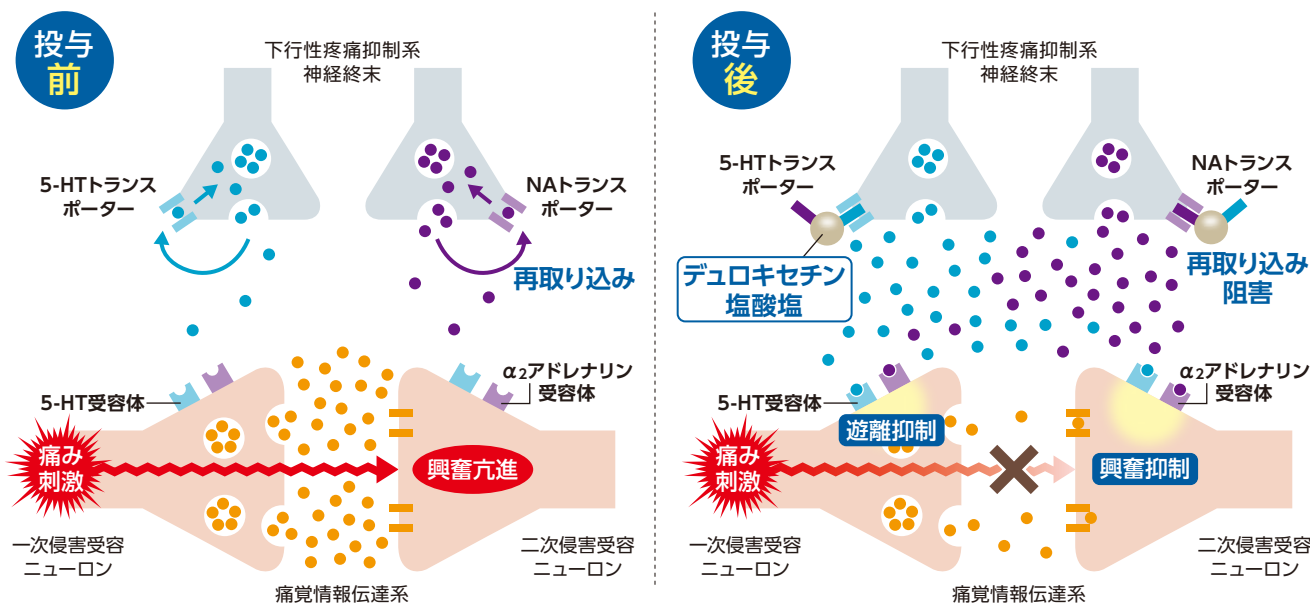 投与
前
下行性疼痛抑制系
神経終末
5-HTトランス
ポーター
NAトランス
ポーター
再取り込み
5-HT受容体
α2アドレナリン
受容体
痛み
刺激
興奮亢進
一次侵害受容
ニューロン
二次侵害受容
ニューロン
痛覚情報伝達系
投与
後
下行性疼痛抑制系
神経終末
5-HTトランス
ポーター
NAトランス
ポーター
デュロキセチン
塩酸塩
再取り込み
阻害
5-HT受容体
α2アドレナリン
受容体
遊離抑制
痛み
刺激
興奮抑制
一次侵害受容
ニューロン
二次侵害受容
ニューロン
痛覚情報伝達系